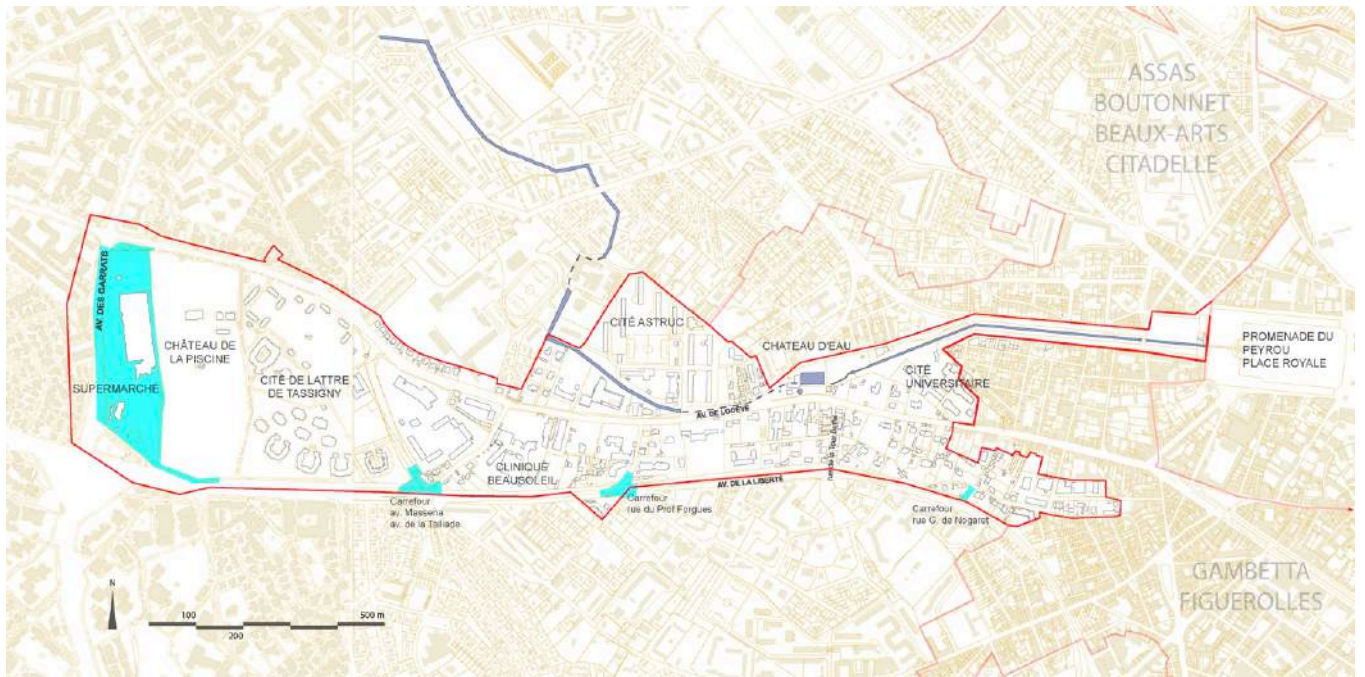 ASSAS
BOUTONNET
BEAUX-ARTS
CITADELLE
AV. DES GARRATS
CHÂTEAU DE
LA PISCINE
SUPERMARCHÉ
CITÉ DE LATTRE
DE TASSIGNY
CITÉ ASTRUC
CHATEAU D'EAU
CITÉ
UNIVERSITAIRE
PROMENADE DU
PEYROU
PLACE ROYALE
AV. DE LODÈVE
CLINIQUE
BEAUSOLEIL
AV. DE LA LIBERTÉ
Carrefour
av. Massena
av. de la Taillade
Carrefour
rue du Prof Forgues
Carrefour
rue G. de Nogaret
GAMBETTA
FIGUEROLLES
N
100
500 m
200